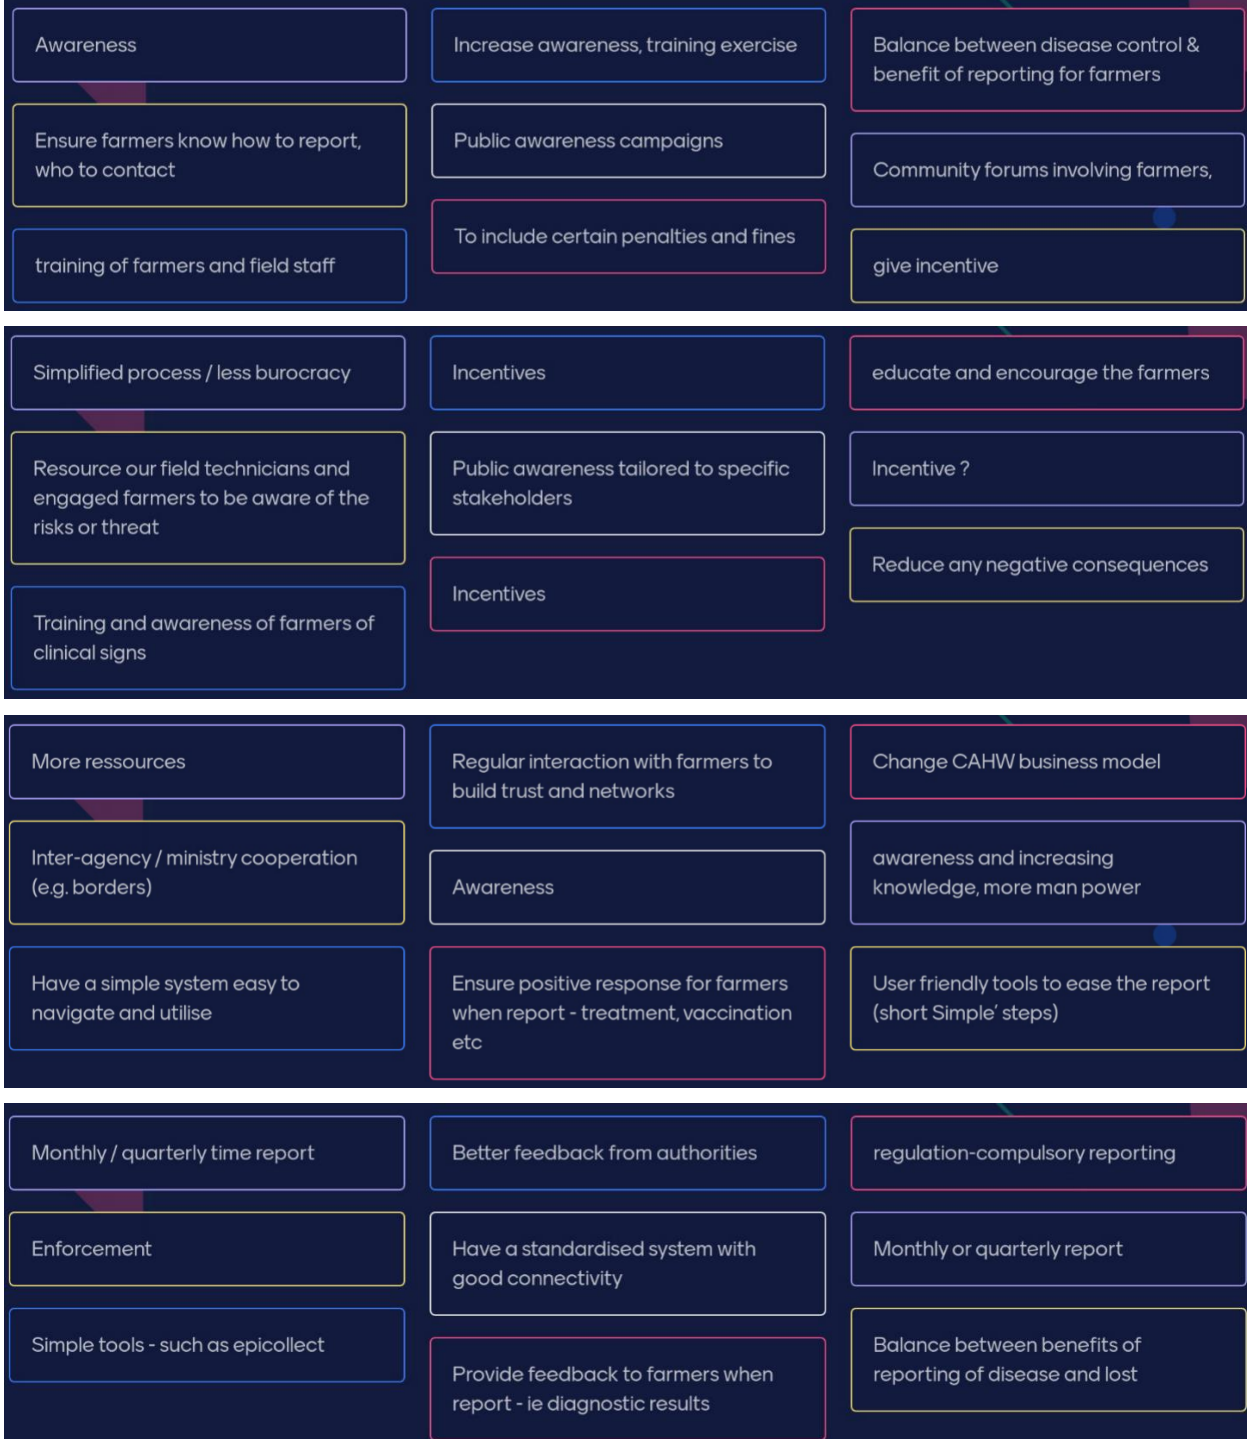 Awareness
Ensure farmers know how to report,
who to contact
training of farmers and field staff
Increase awareness, training exercise
Public awareness campaigns
To include certain penalties and fines
Balance between disease control &
benefit of reporting for farmers
Community forums involving farmers,
give incentive
Simplified process / less burocracy
Resource our field technicians and
engaged farmers to be aware of the
risks or threat
Training and awareness of farmers of
clinical signs
Incentives
Public awareness tailored to specific
stakeholders
Incentives
educate and encourage the farmers
Incentive ?
Reduce any negative consequences
More ressources
Inter-agency / ministry cooperation
(e.g. borders)
Have a simple system easy to
navigate and utilise
Regular interaction with farmers to
build trust and networks
Awareness
Ensure positive response for farmers
when report - treatment, vaccination
etc
Change CAHW business model
awareness and increasing
knowledge, more man power
User friendly tools to ease the report
(short Simple’ steps)
Monthly / quarterly time report
Enforcement
Simple tools - such as epicollect
Better feedback from authorities
Have a standardised system with
good connectivity
Provide feedback to farmers when
report - ie diagnostic results
regulation-compulsory reporting
Monthly or quarterly report
Balance between benefits of
reporting of disease and lost